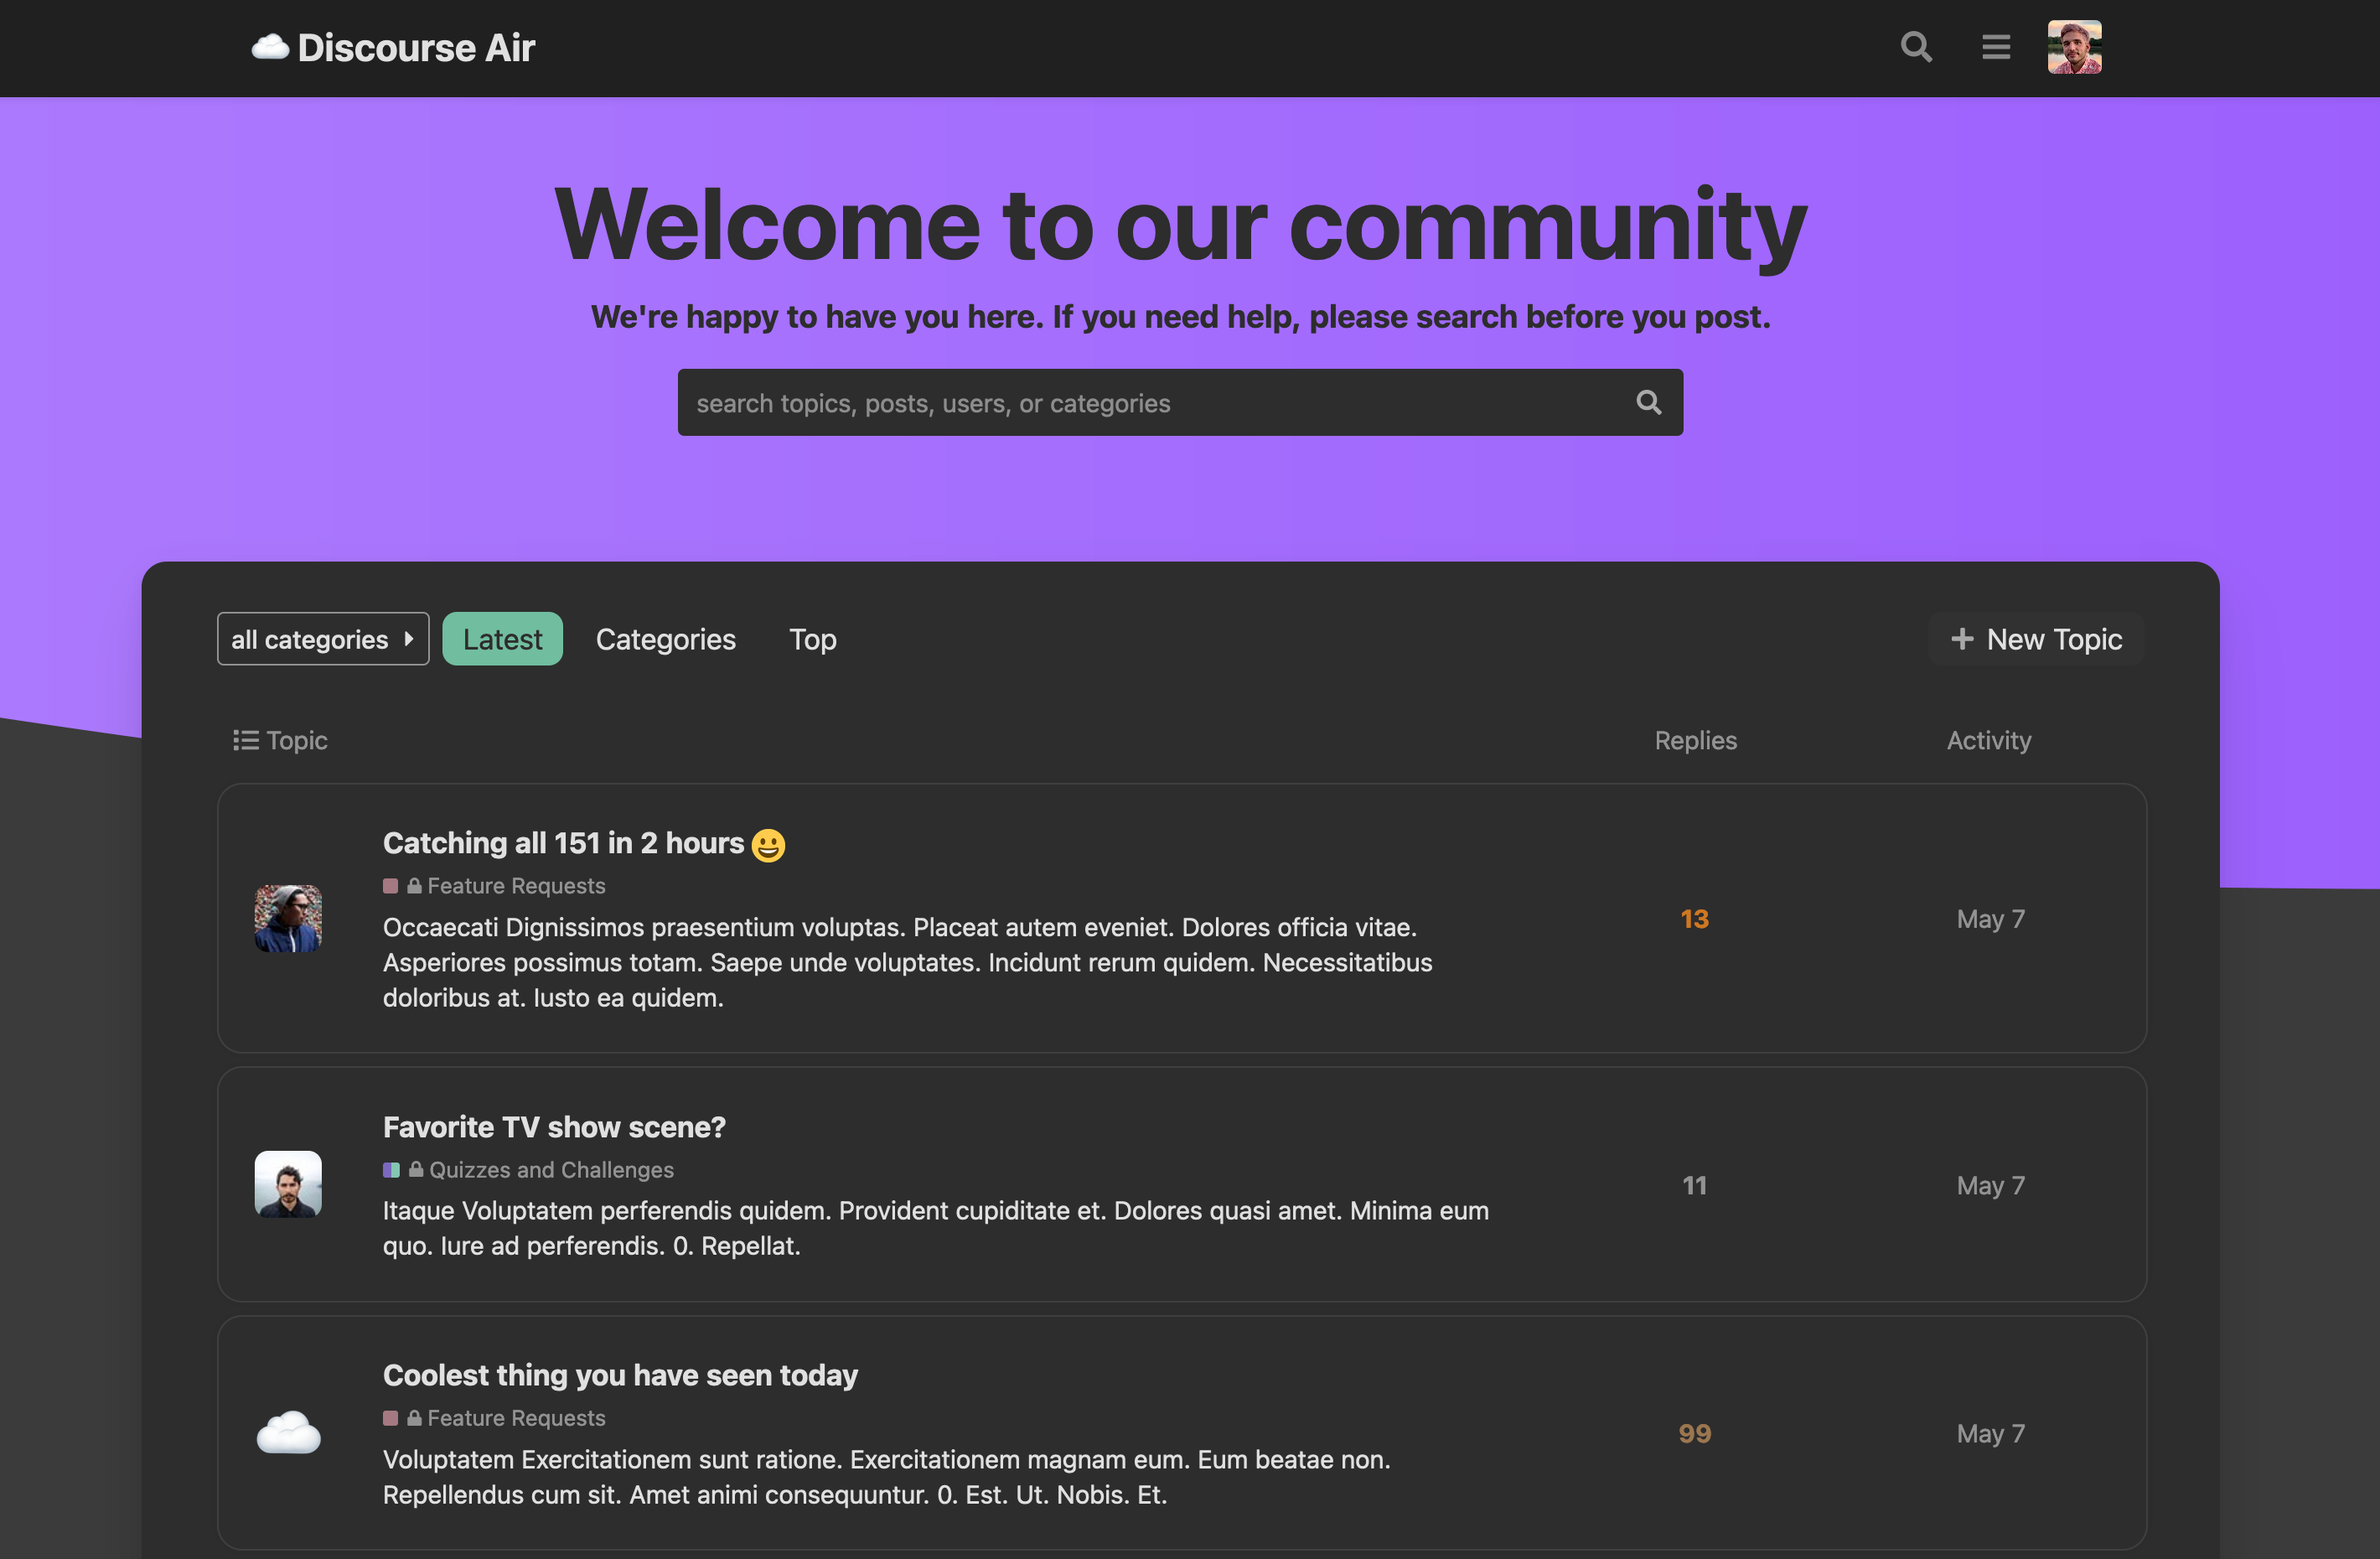 Discourse Air
Welcome to our community
We're happy to have you here. If you need help, please search before you post.
search topics, posts, users, or categories
all categories
Latest
Categories
Top
New Topic
Topic
Replies
Activity
Catching all 151 in 2 hours 😀
Feature Requests
Occaecati Dignissimos praesentium voluptas. Placeat autem eveniet. Dolores officia vitae.
Asperiores possimus totam. Saepe unde voluptates. Incidunt rerum quidem. Necessitatibus
doloribus at. Iusto ea quidem.
13
May 7
Favorite TV show scene?
Quizzes and Challenges
Itaque Voluptatem perferendis quidem. Provident cupiditate et. Dolores quasi amet. Minima eum
quo. Iure ad perferendis. 0. Repellat.
11
May 7
Coolest thing you have seen today
Feature Requests
Voluptatem Exercitationem sunt ratione. Exercitationem magnam eum. Eum beatae non.
Repellendus cum sit. Amet animi consequuntur. 0. Est. Ut. Nobis. Et.
99
May 7